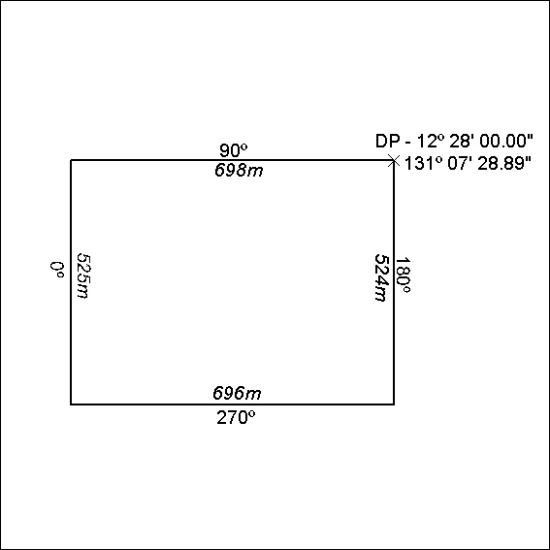 DP - 12º 28' 00.00"
131º 07' 28.89"
90º
698m
0º
525m
524m
180º
696m
270º